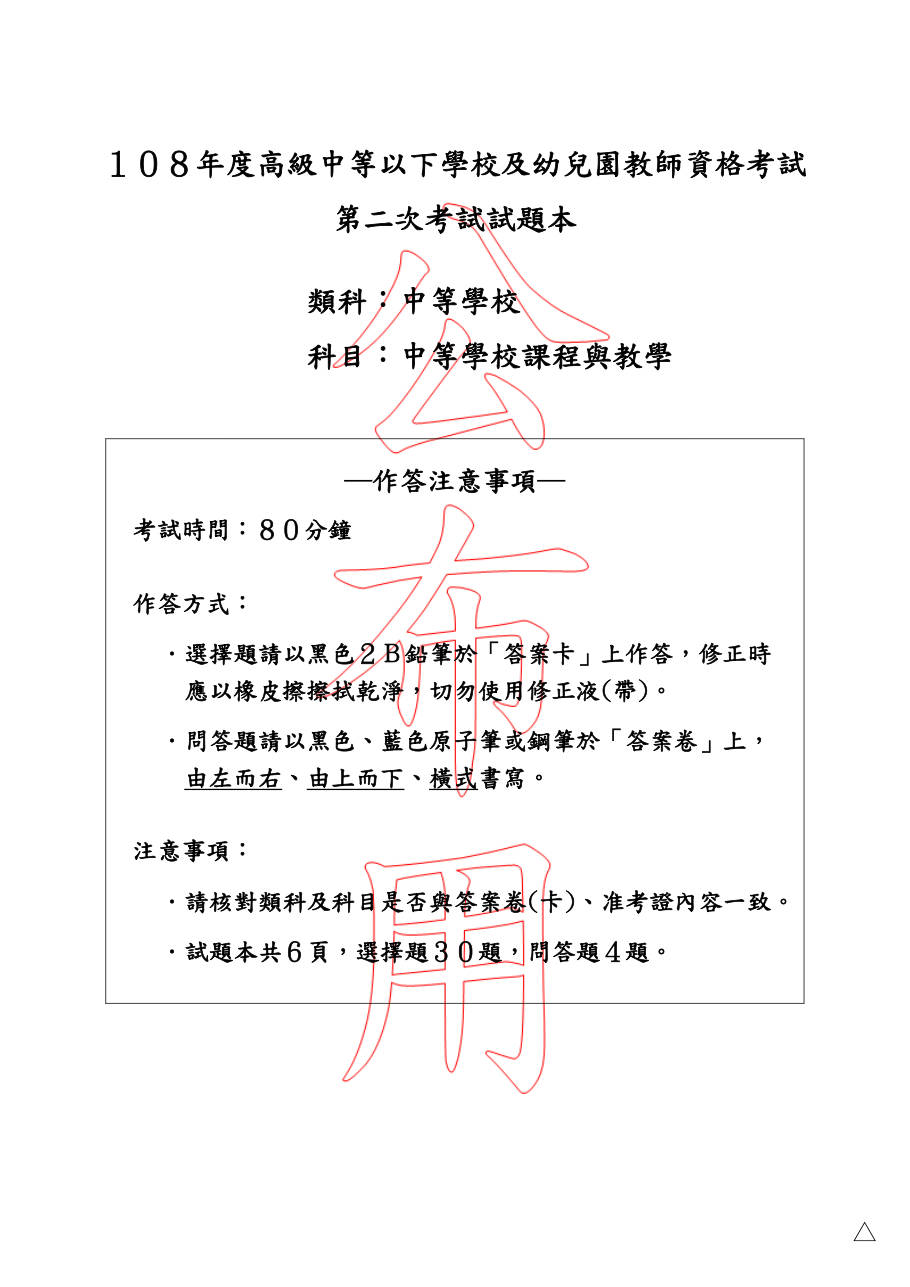 108年度高級中等以下學校及幼兒園教師資格考試
第二次考試試題本
類科：中等學校
科目：中等學校課程與教學
—作答注意事項—
考試時間：80分鐘
作答方式：
．選擇題請以黑色2B鉛筆於「答案卡」上作答，修正時
應以橡皮擦擦拭乾淨，切勿使用修正液(帶)。
．問答題請以黑色、藍色原子筆或鋼筆於「答案卷」上，
由左而右、由上而下、橫式書寫。
注意事項：
．請核對類科及科目是否與答案卷(卡)、准考證內容一致。
．試題本共6頁，選擇題30題，問答題4題。
公布用